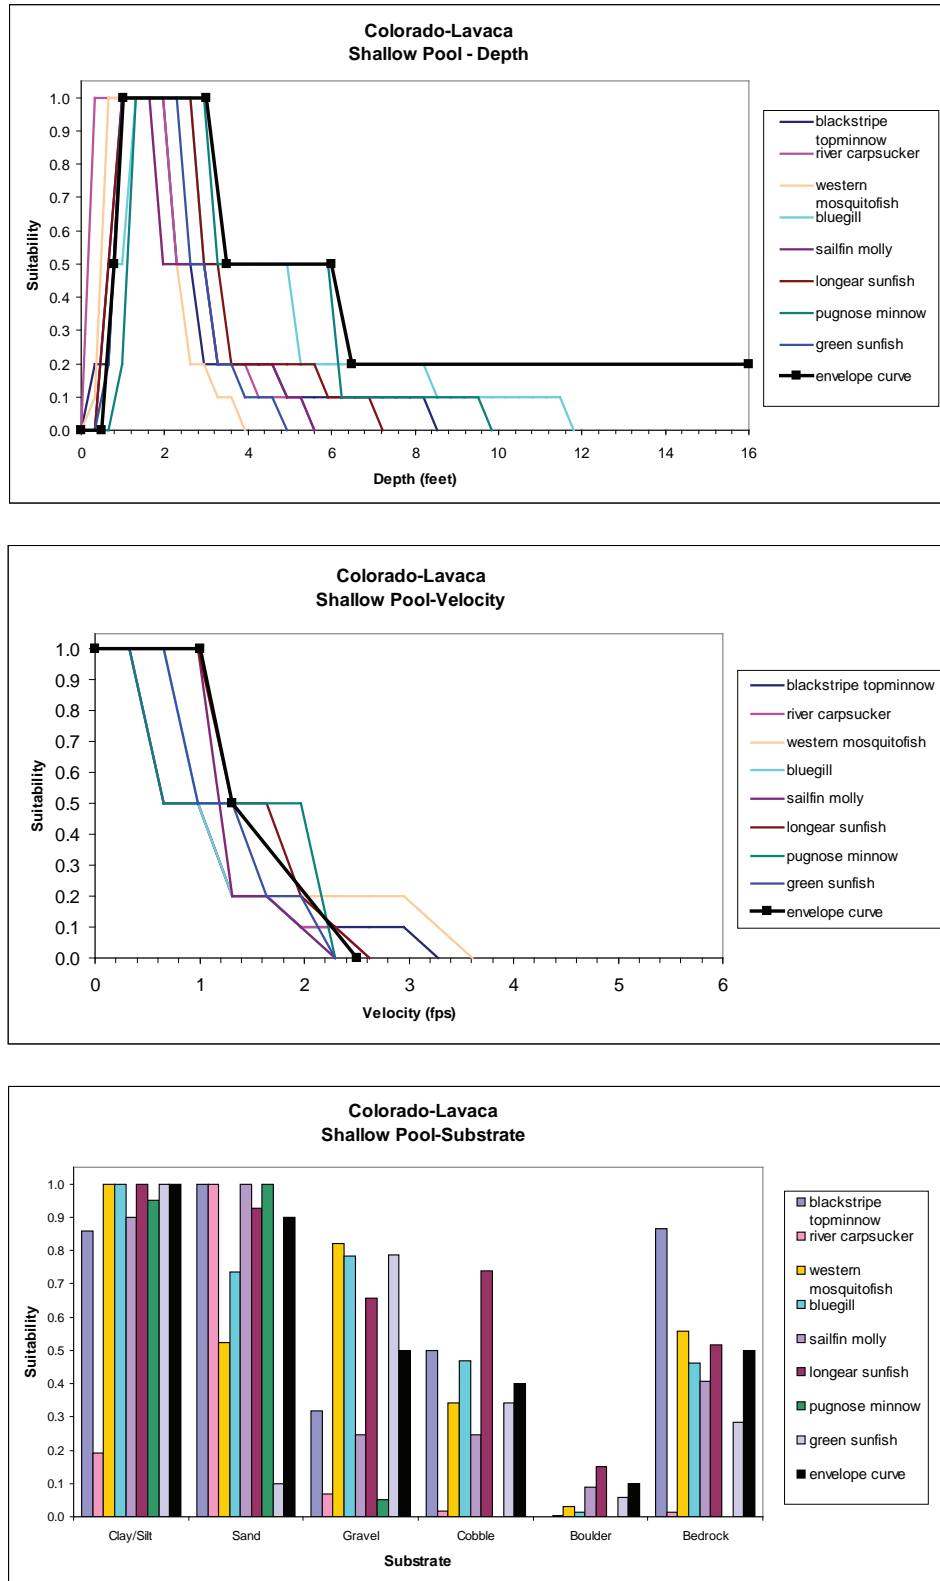 Colorado-Lavaca
Shallow Pool - Depth
Suitability
1.0
0.9
0.8
0.7
0.6
0.5
0.4
0.3
0.2
0.1
0.0
0 2 4 6 8 10 12 14 16
Depth (feet)
blackstripe
topminnow
river carpsucker
western
mosquitofish
bluegill
sailfin molly
longear sunfish
pugnose minnow
green sunfish
envelope curve
Colorado-Lavaca
Shallow Pool-Velocity
Suitability
1.0
0.9
0.8
0.7
0.6
0.5
0.4
0.3
0.2
0.1
0.0
0 1 2 3 4 5 6
Velocity (fps)
blackstripe topminnow
river carpsucker
western mosquitofish
bluegill
sailfin molly
longear sunfish
pugnose minnow
green sunfish
envelope curve
Colorado-Lavaca
Shallow Pool-Substrate
Suitability
1.0
0.9
0.8
0.7
0.6
0.5
0.4
0.3
0.2
0.1
0.0
Clay/Silt Sand Gravel Cobble Boulder Bedrock
Substrate
blackstripe
topminnow
river carpsucker
western
mosquitofish
bluegill
sailfin molly
longear sunfish
pugnose minnow
green sunfish
envelope curve